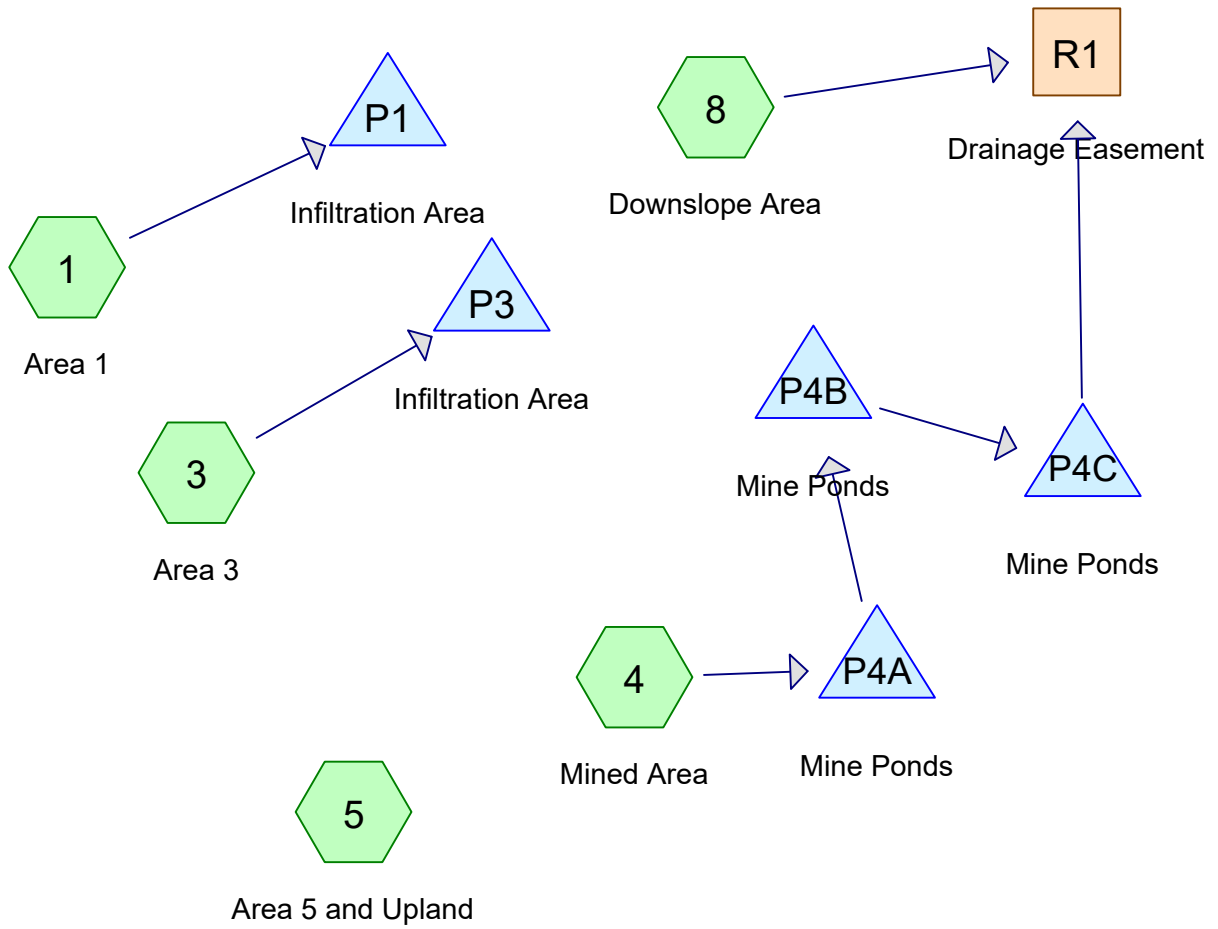 R1
Drainage Easement
8
Downslope Area
P1
Infiltration Area
1
Area 1
P3
Infiltration Area
3
Area 3
P4B
Mine Ponds
P4C
Mine Ponds
4
Mined Area
P4A
Mine Ponds
5
Area 5 and Upland